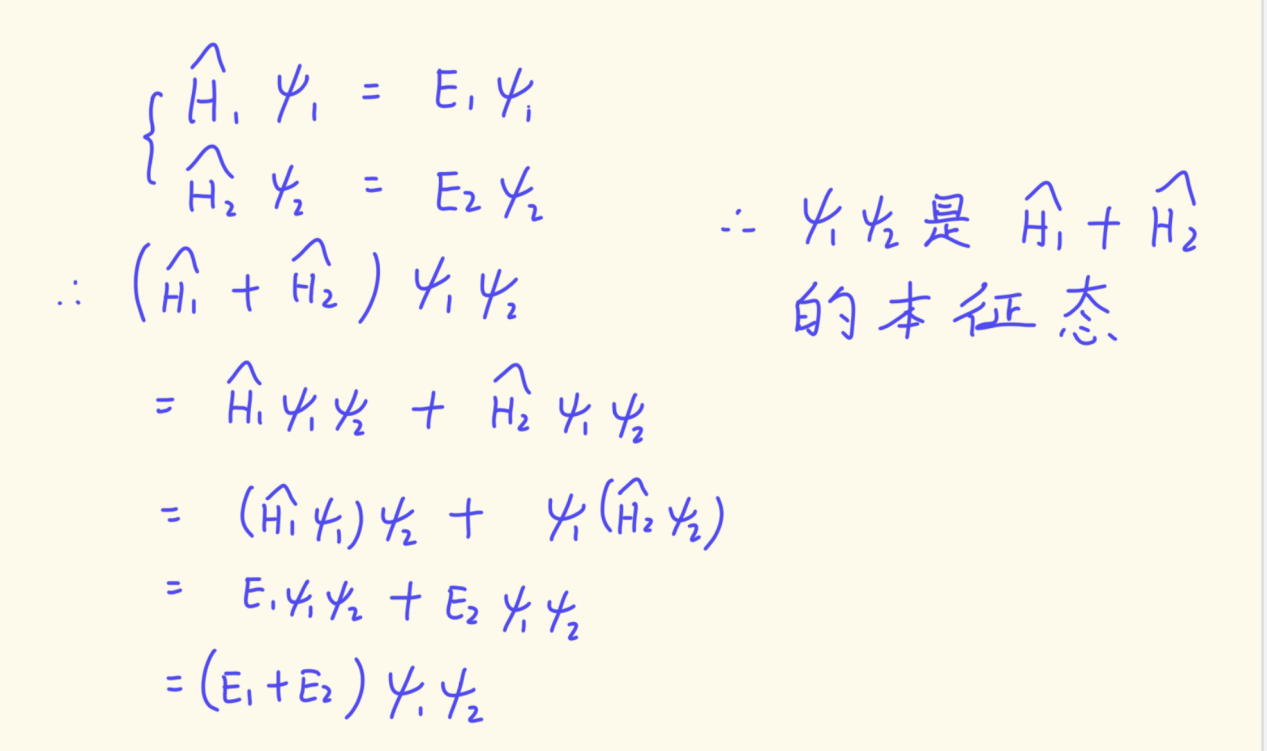 { Ĥ₁ ψ₁ = E₁ ψ₁
Ĥ₂ ψ₂ = E₂ ψ₂
∴ (Ĥ₁ + Ĥ₂) ψ₁ ψ₂
= Ĥ₁ ψ₁ ψ₂ + Ĥ₂ ψ₁ ψ₂
= (Ĥ₁ ψ₁) ψ₂ + ψ₁ (Ĥ₂ ψ₂)
= E₁ ψ₁ ψ₂ + E₂ ψ₁ ψ₂
= (E₁ + E₂) ψ₁ ψ₂
∴ ψ₁ ψ₂ 是 Ĥ₁ + Ĥ₂
的本征态